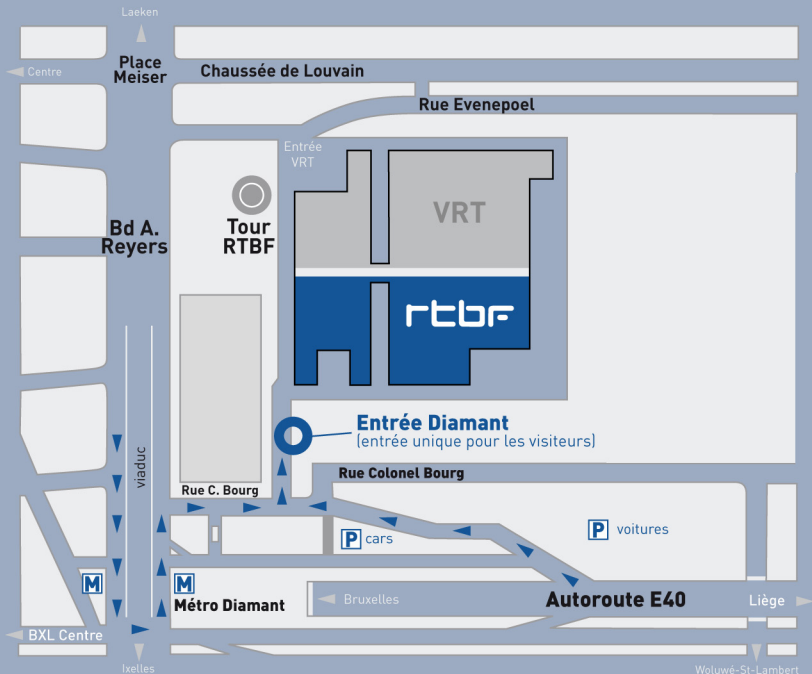 Laeken
Centre
Place
Meiser
Chaussée de Louvain
Rue Evenepoel
Entrée
VRT
Bd A.
Reyers
Tour
RTBF
VRT
rtbf
Entrée Diamant
(entrée unique pour les visiteurs)
viaduc
Rue Colonel Bourg
Rue C. Bourg
P cars
P voitures
M
M
Métro Diamant
Bruxelles
Autoroute E40
Liège
BXL Centre
Ixelles
Woluwé-St-Lambert